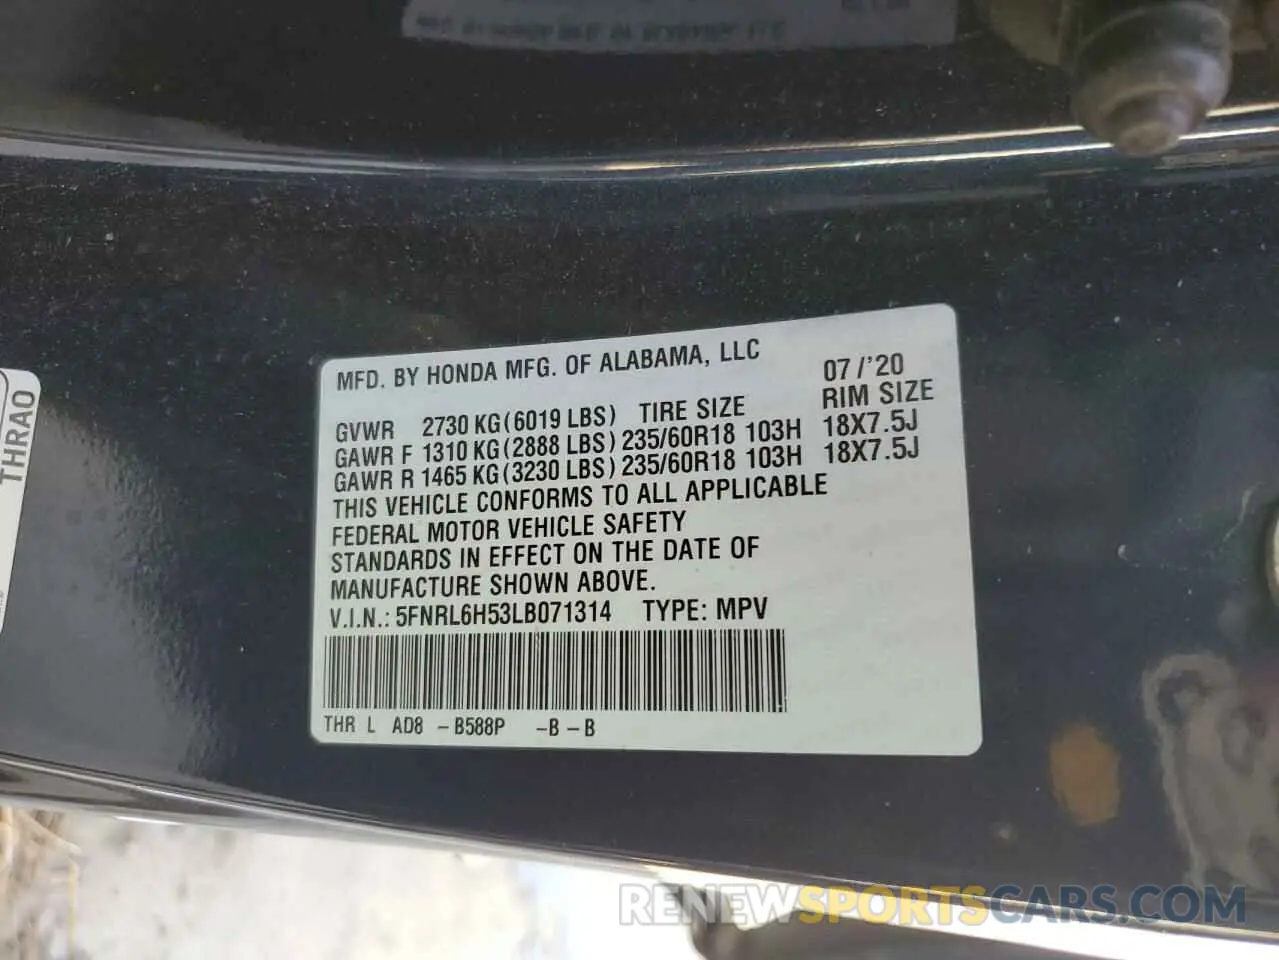 MFD. BY HONDA MFG. OF ALABAMA, LLC 07/'20
GVWR 2730 KG(6019 LBS) TIRE SIZE RIM SIZE
GAWR F 1310 KG(2888 LBS) 235/60R18 103H 18X7.5J
GAWR R 1465 KG(3230 LBS) 235/60R18 103H 18X7.5J
THIS VEHICLE CONFORMS TO ALL APPLICABLE
FEDERAL MOTOR VEHICLE SAFETY
STANDARDS IN EFFECT ON THE DATE OF
MANUFACTURE SHOWN ABOVE.
V.I.N.: 5FNRL6H53LB071314 TYPE: MPV
THR L AD8 -B588P -B-B
THRAO
RENEWSPORTSCARS.COM